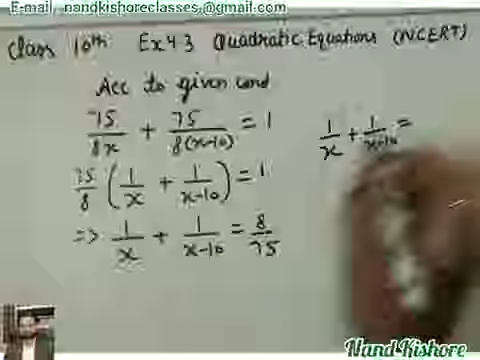 E-mail nandkishoreclasses@gmail.com
Class 10th Ex 4.3 Quadratic Equations (NCERT)
Acc to given cond
75/8x + 75/8(x-10) = 1
75/8 (1/x + 1/x-10) = 1
=> 1/x + 1/x-10 = 8/75
1/x + 1/x-10 =
Nand Kishore